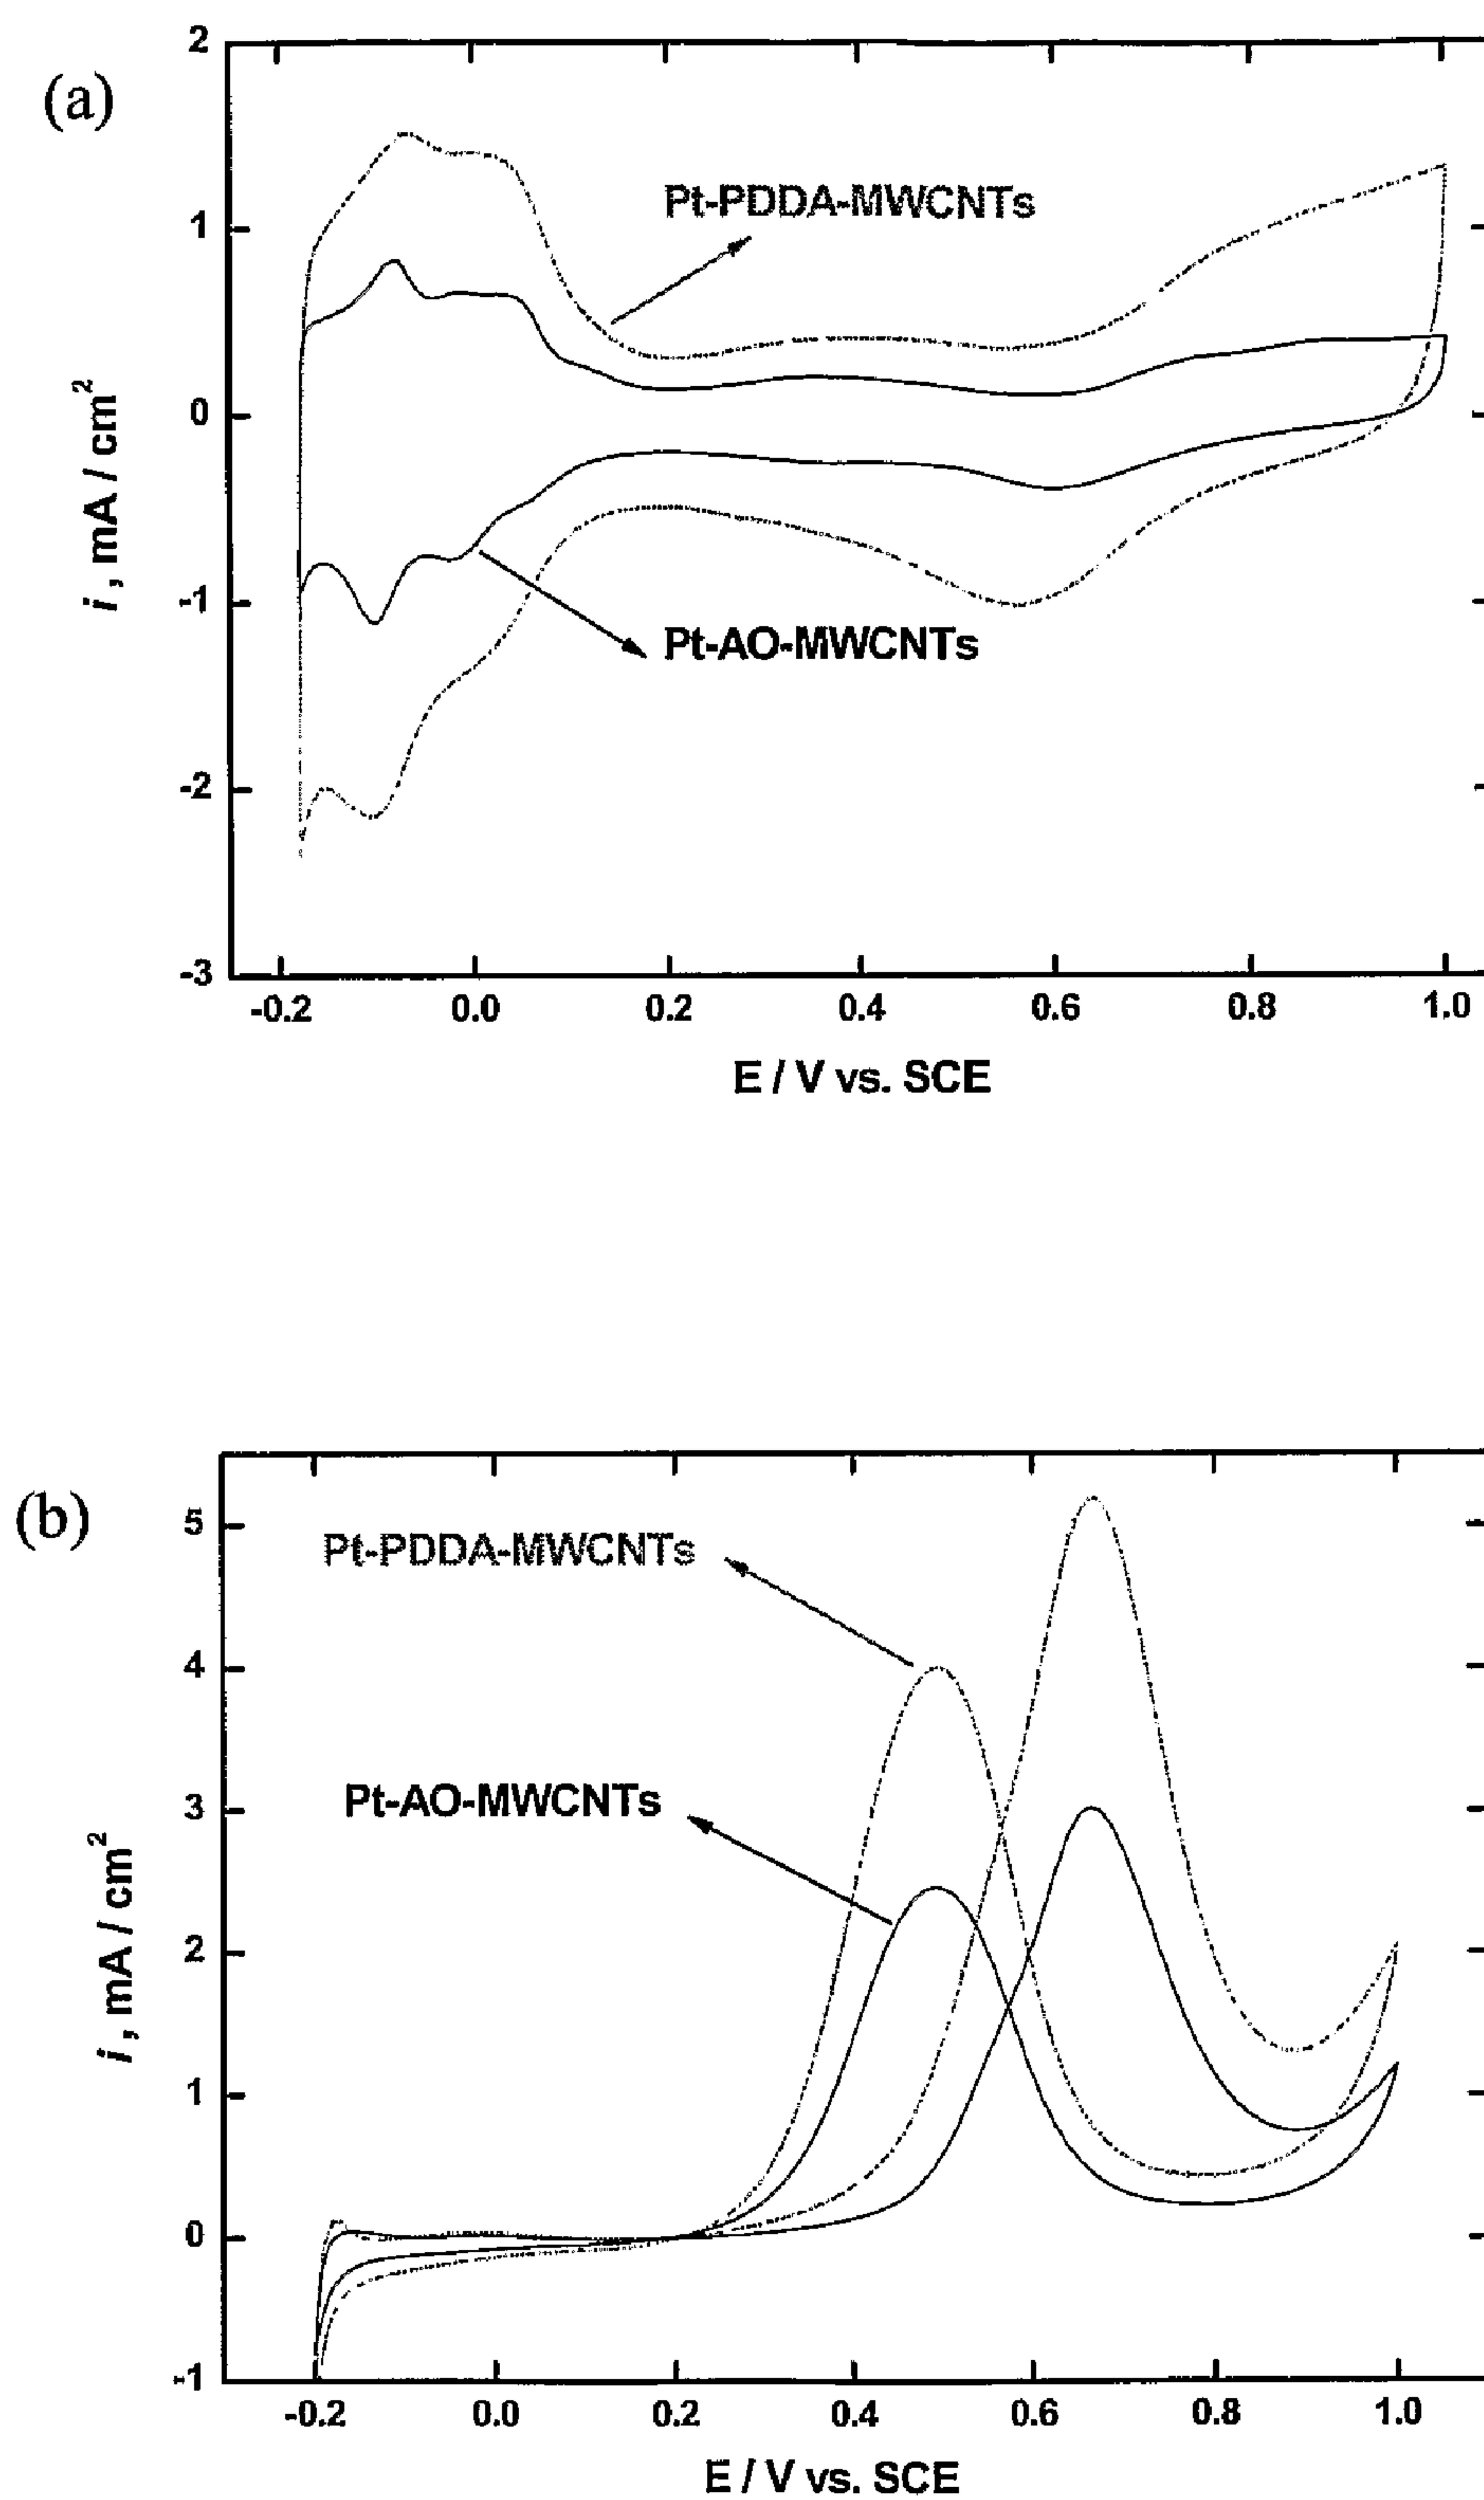 (a)
2
1
0
-1
-2
-3
i, mA / cm²
Pt-PDDA-MWCNTs
Pt-AO-MWCNTs
-0.2 0.0 0.2 0.4 0.6 0.8 1.0
E / V vs. SCE
(b)
5
4
3
2
1
0
-1
i, mA / cm²
Pt-PDDA-MWCNTs
Pt-AO-MWCNTs
-0.2 0.0 0.2 0.4 0.6 0.8 1.0
E / V vs. SCE